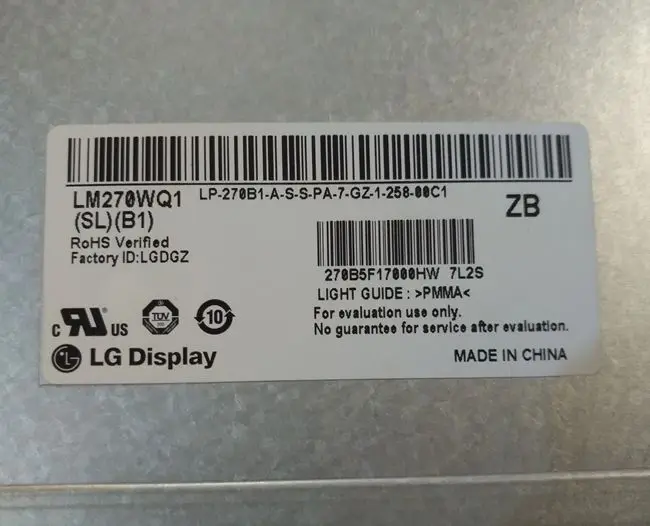 LM270WQ1 LP-270B1-A-S-S-PA-7-GZ-1-258-00C1 ZB
(SL)(B1)
RoHS Verified
Factory ID:LGDGZ
270B5F17000HW 7L2S
LIGHT GUIDE : >PMMA<
For evaluation use only.
No guarantee for service after evaluation.
c RU US TÜV 10
LG Display
MADE IN CHINA